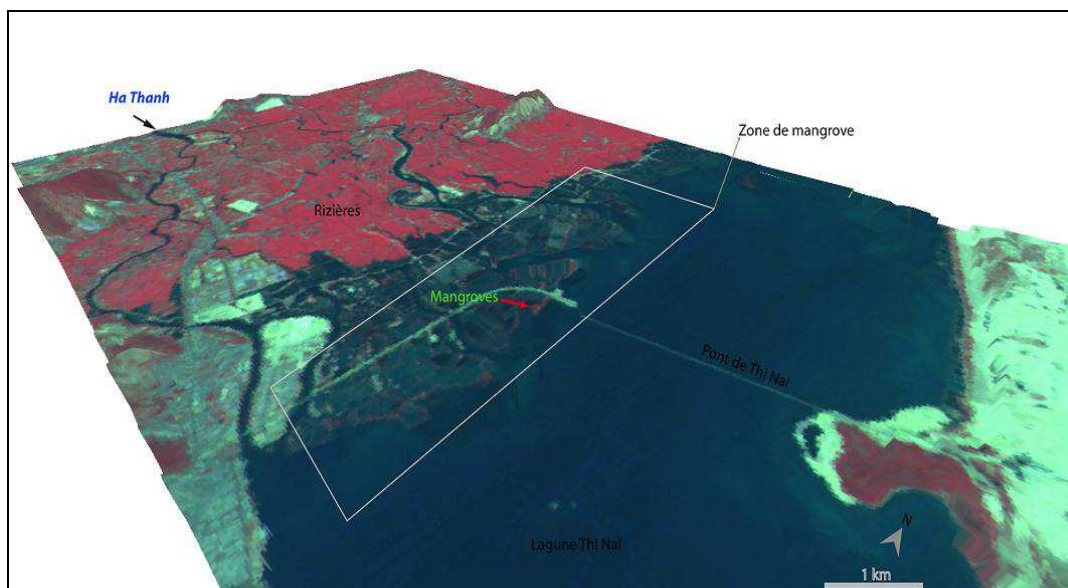 Ha Thanh
Zone de mangrove
Rizières
Mangroves
Pont de Thi Nai
N
Lagune Thi Nai
1 km